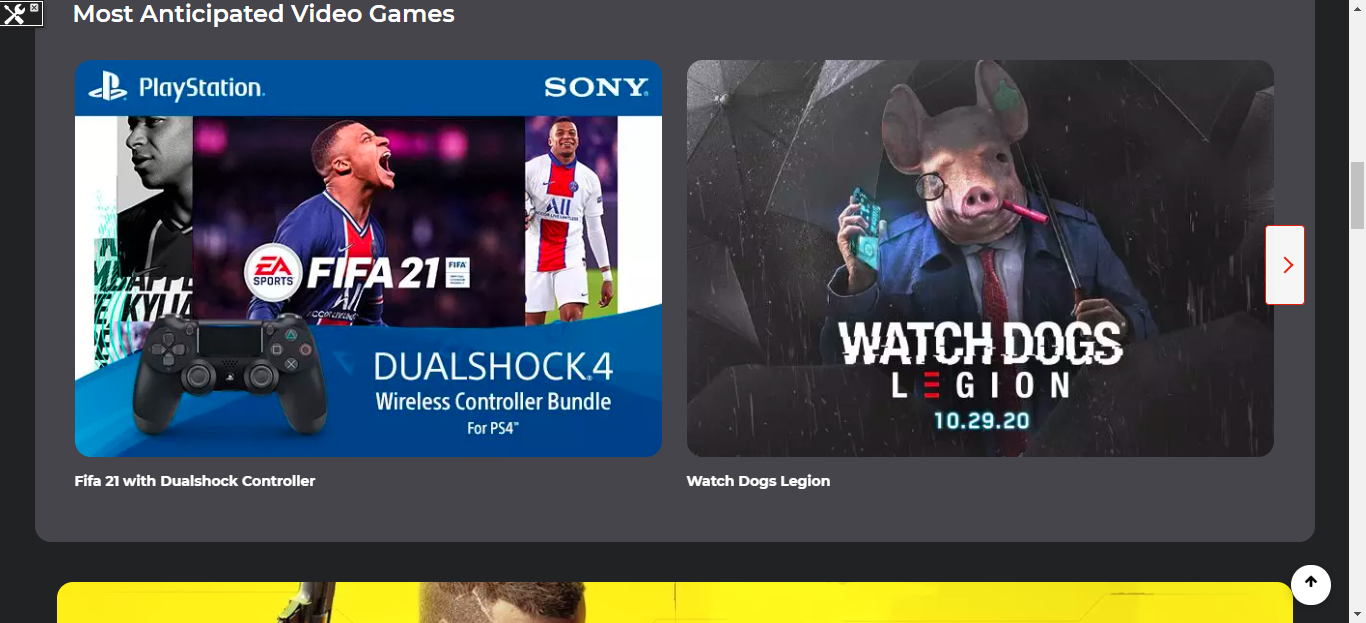 Most Anticipated Video Games
PlayStation.
SONY
EA
SPORTS
FIFA 21
FIFA
DUALSHOCK.4
Wireless Controller Bundle
For PS4™
WATCH DOGS
LEGION
10.29.20
Fifa 21 with Dualshock Controller
Watch Dogs Legion